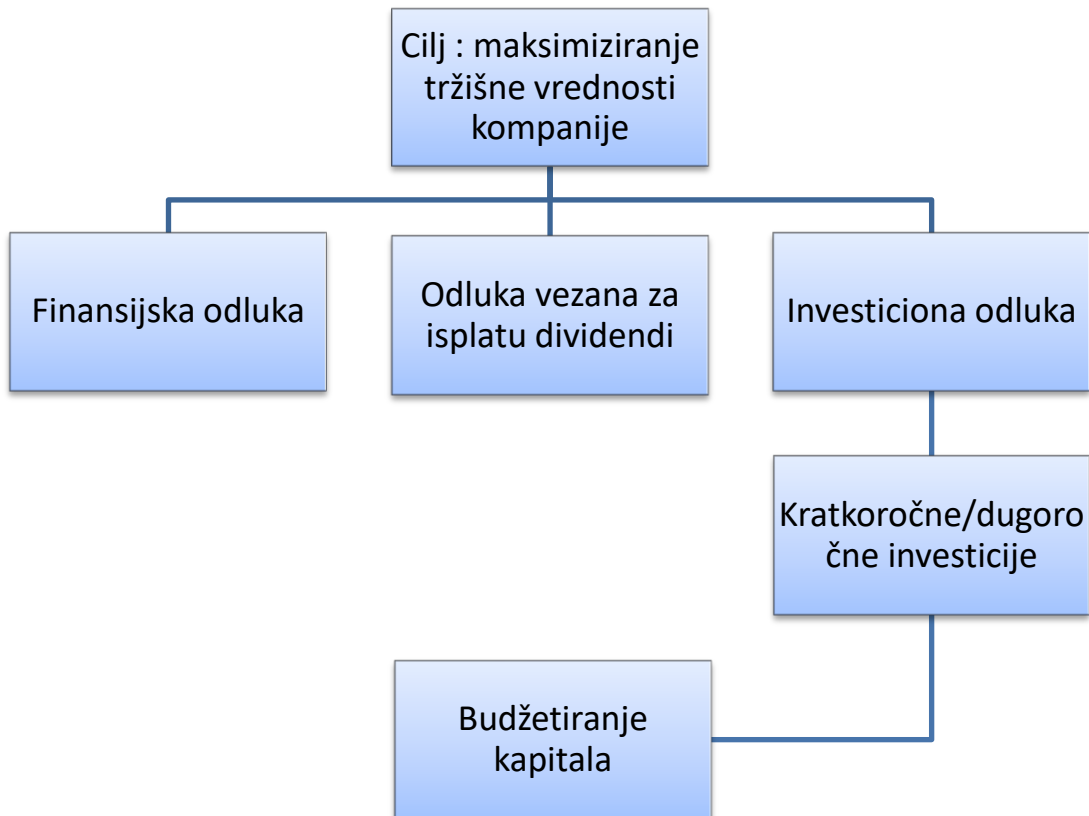 Cilj : maksimiziranje
tržišne vrednosti
kompanije
Finansijska odluka
Odluka vezana za
isplatu dividendi
Investiciona odluka
Kratkoročne/dugoro
čne investicije
Budžetiranje
kapitala